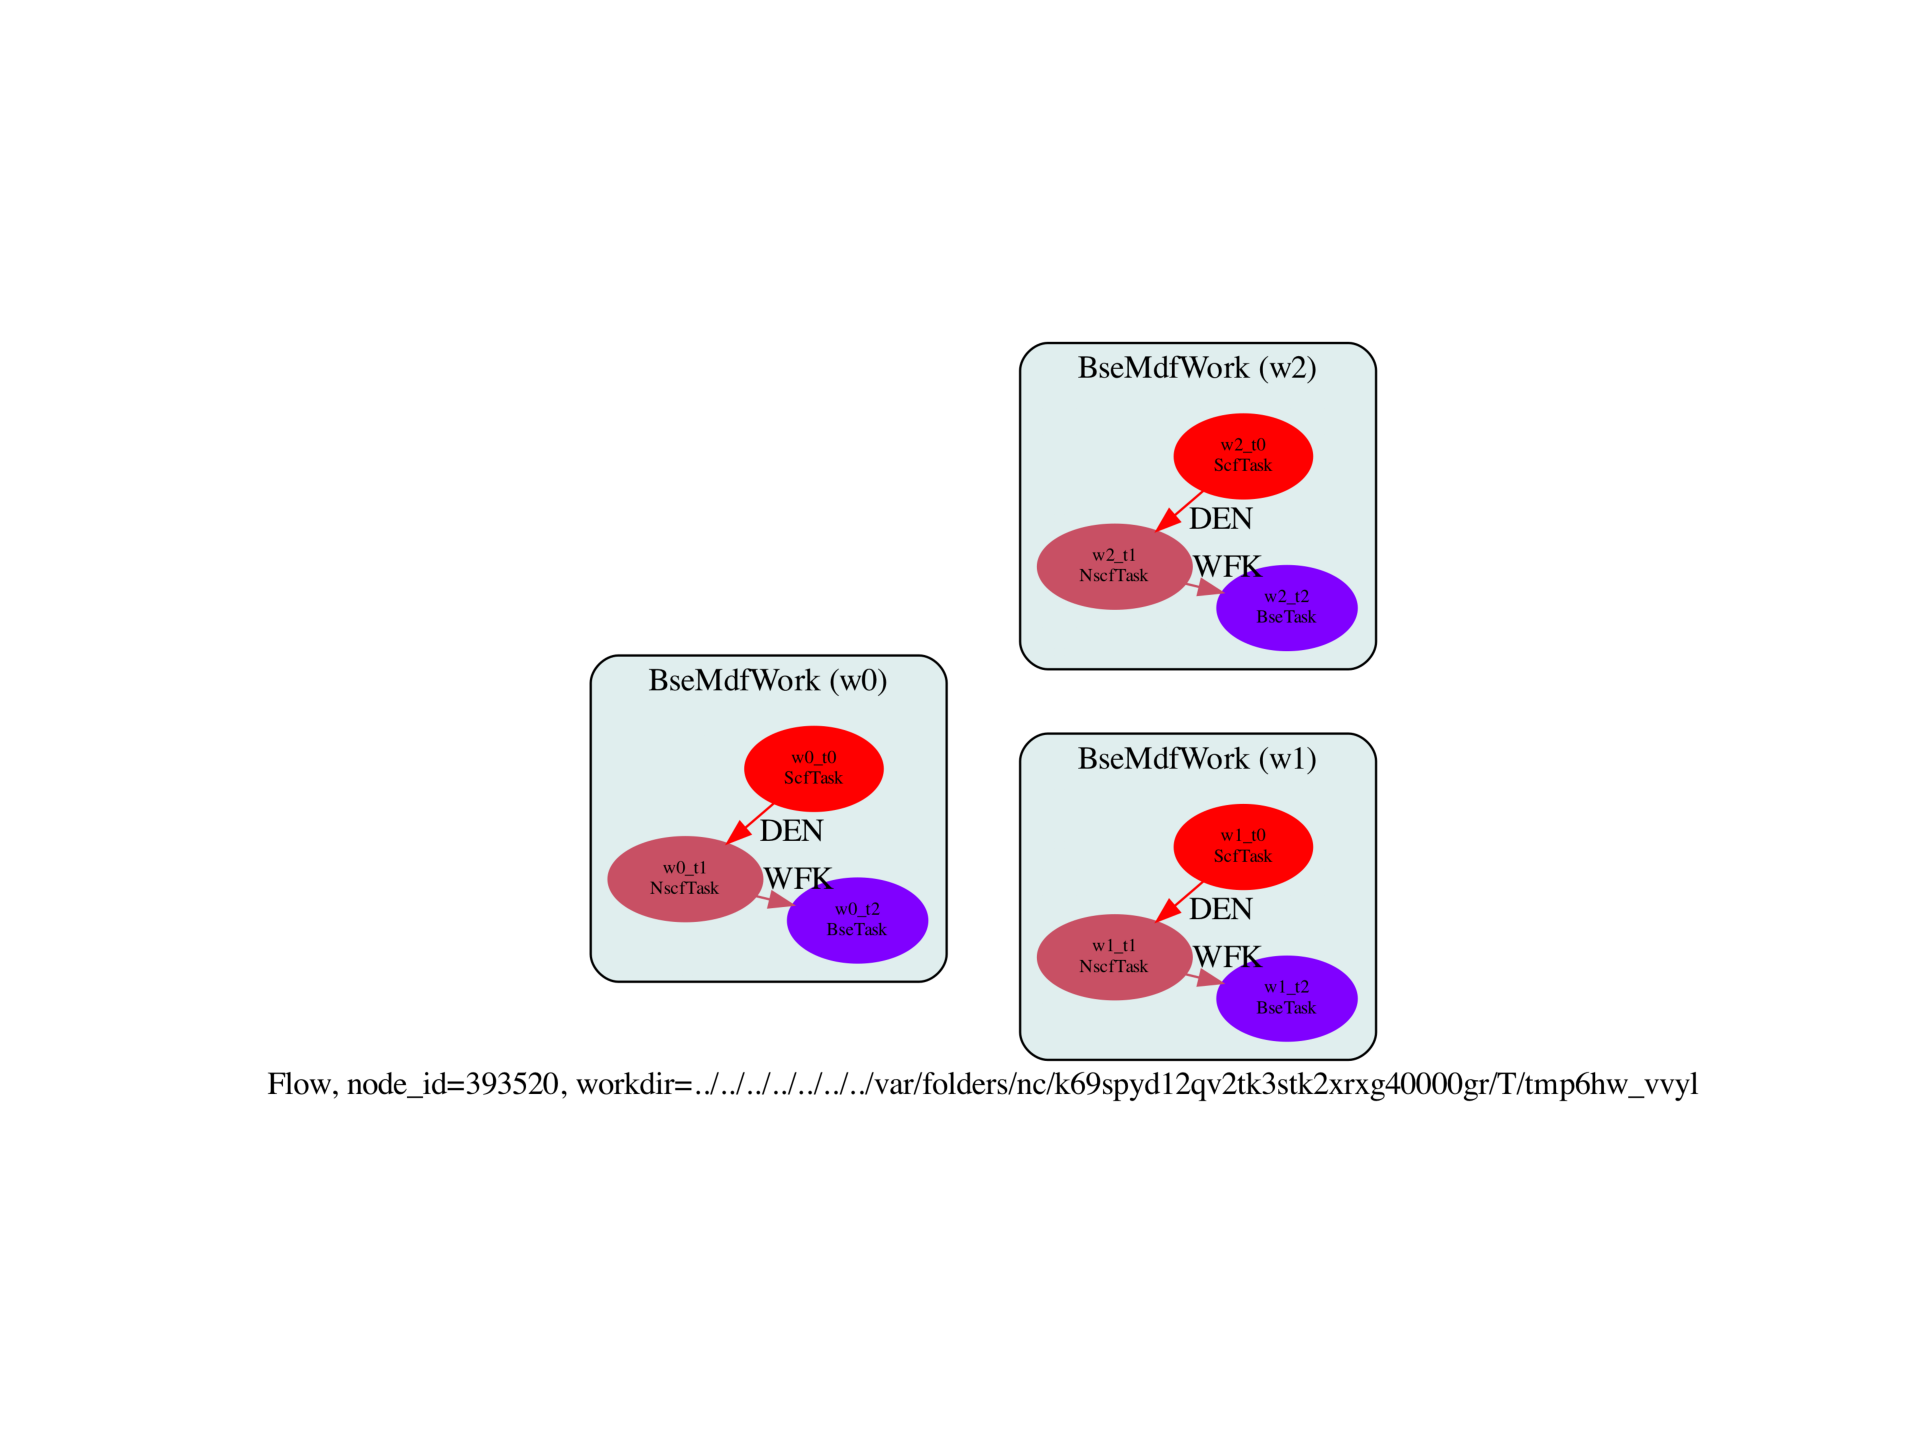 BseMdfWork (w2)
w2_t0
ScfTask
DEN
w2_t1
NscfTask
WFK
w2_t2
BseTask
BseMdfWork (w0)
w0_t0
ScfTask
DEN
w0_t1
NscfTask
WFK
w0_t2
BseTask
BseMdfWork (w1)
w1_t0
ScfTask
DEN
w1_t1
NscfTask
WFK
w1_t2
BseTask
Flow, node_id=393520, workdir=../../../../../../../var/folders/nc/k69spyd12qv2tk3stk2xrxg40000gr/T/tmp6hw_vvyl